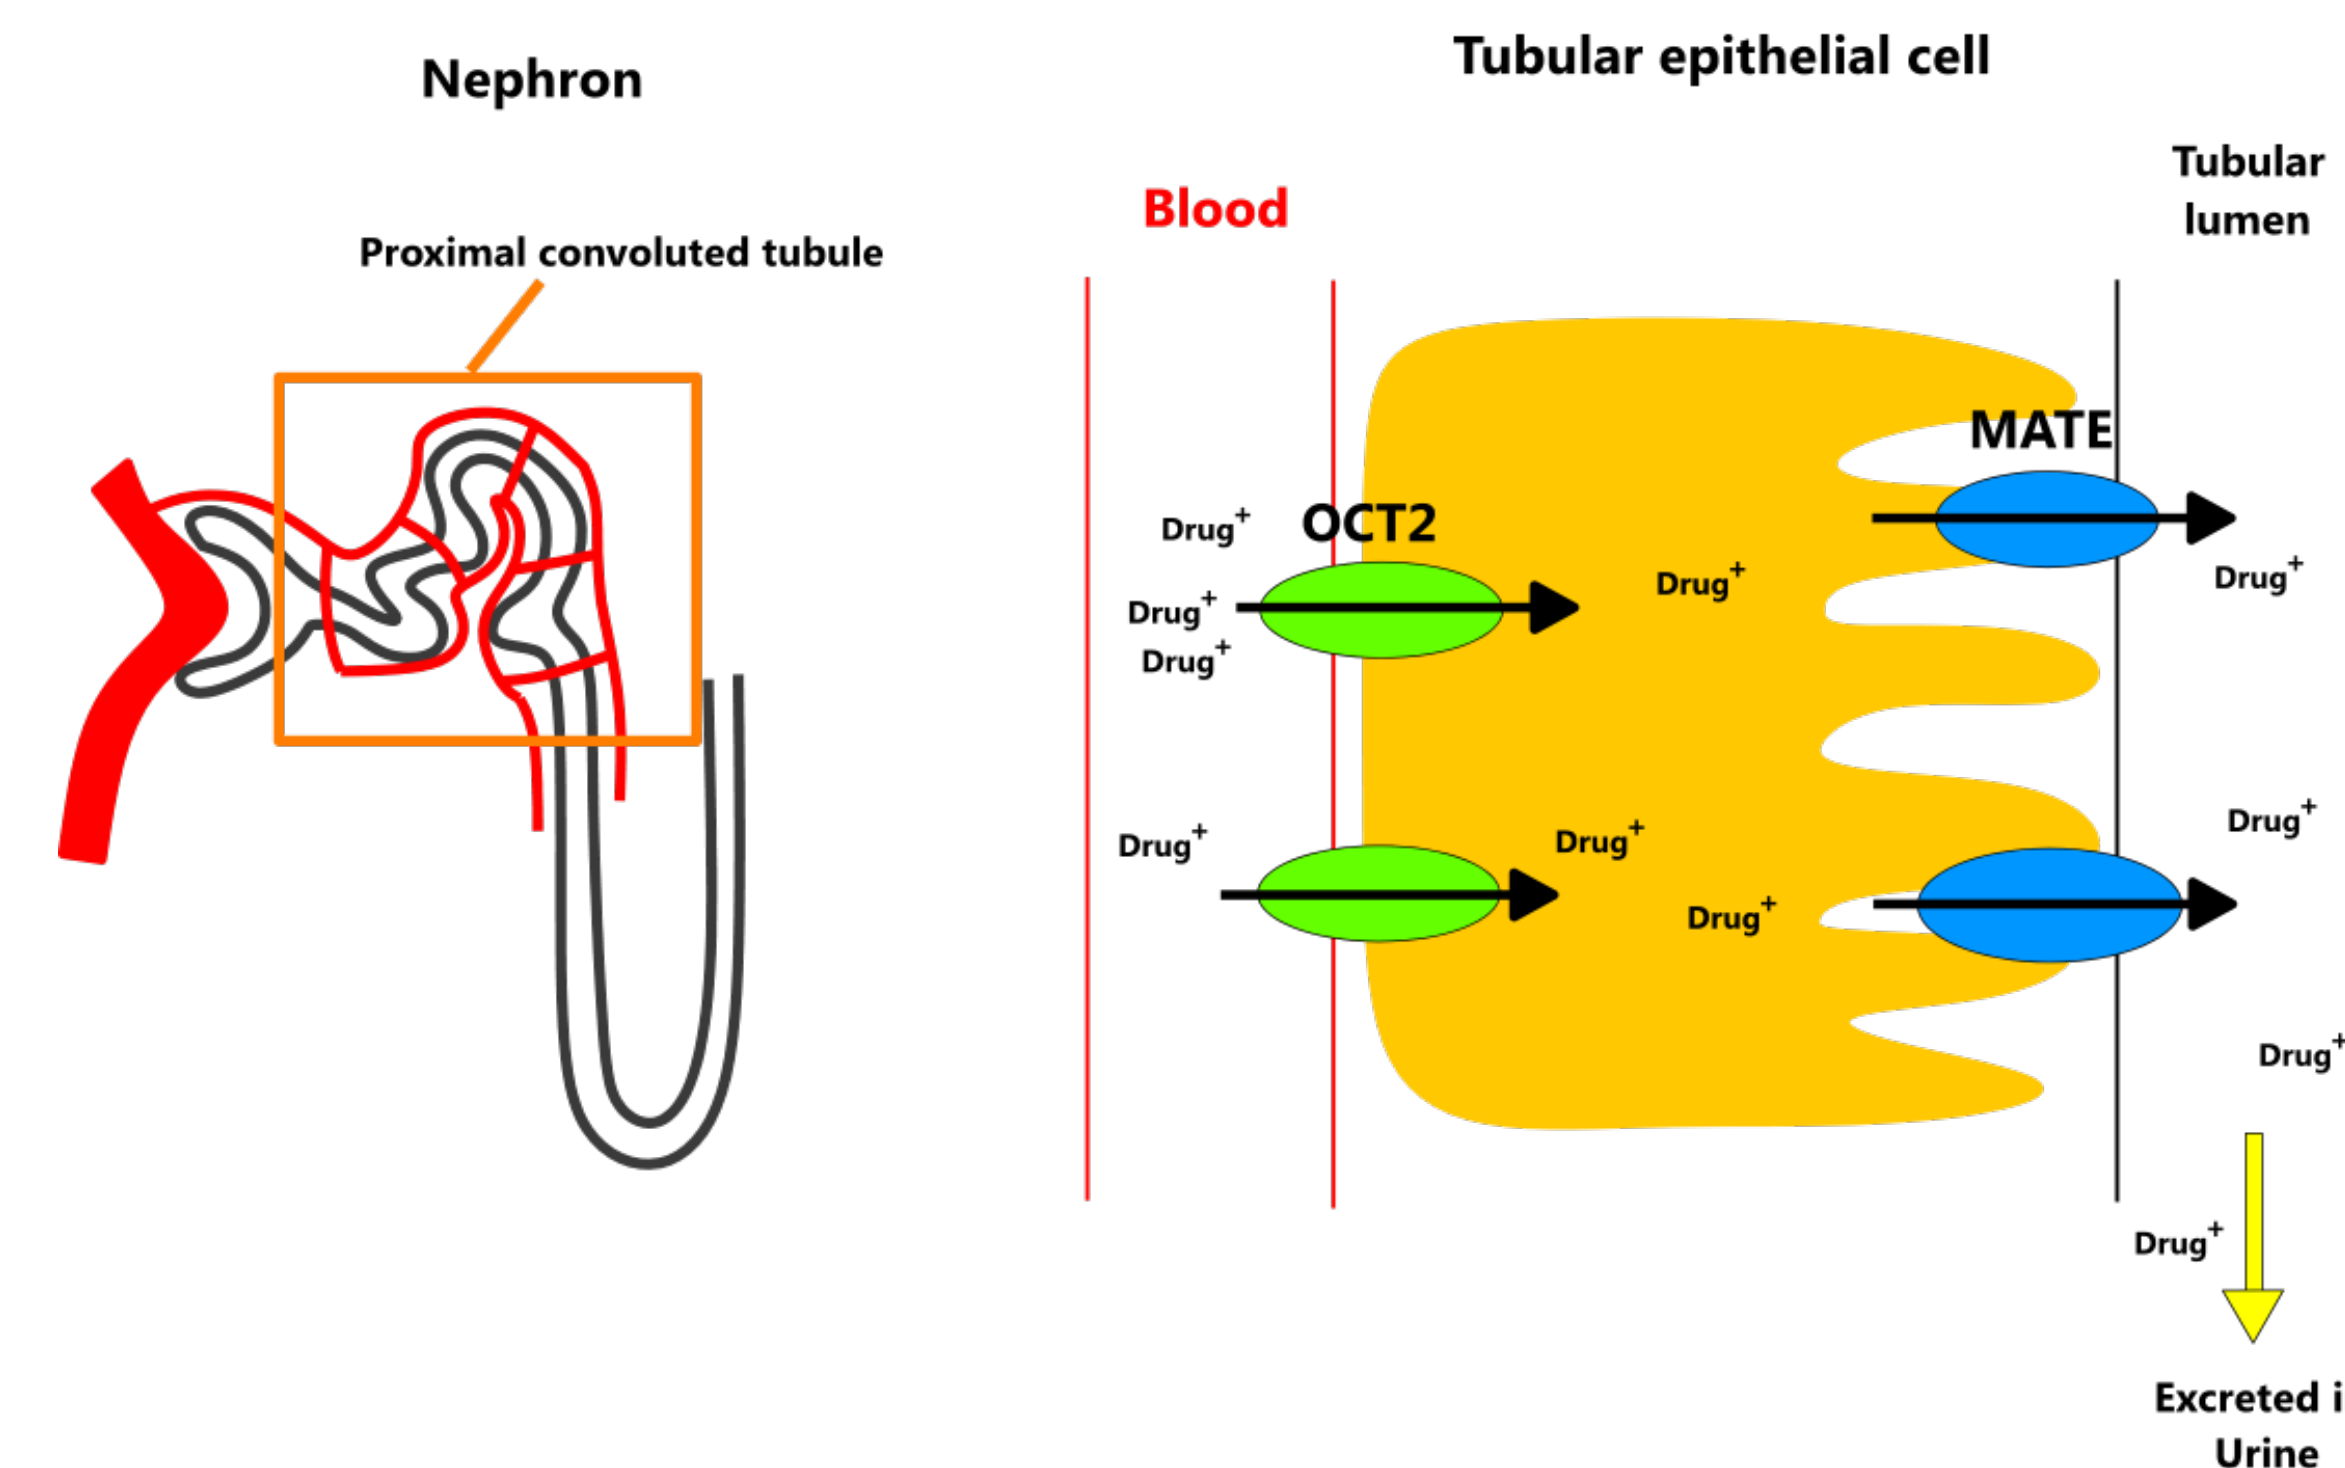 Nephron
Proximal convoluted tubule
Tubular epithelial cell
Blood
Tubular
lumen
MATE
OCT2
Drug+
Drug+
Drug+
Drug+
Drug+
Drug+
Drug+
Drug+
Drug+
Drug+
Drug+
Excreted i
Urine